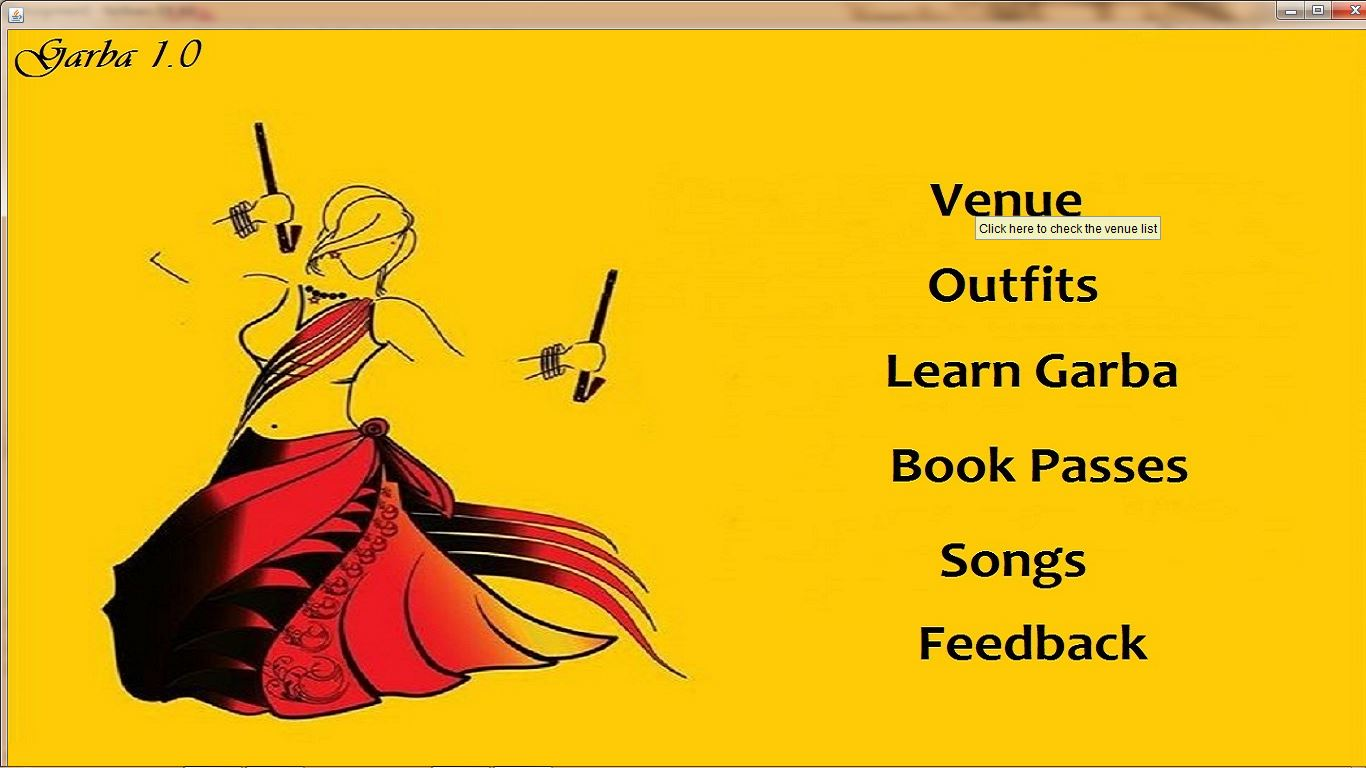 Garba 1.0
Venue
Click here to check the venue list
Outfits
Learn Garba
Book Passes
Songs
Feedback